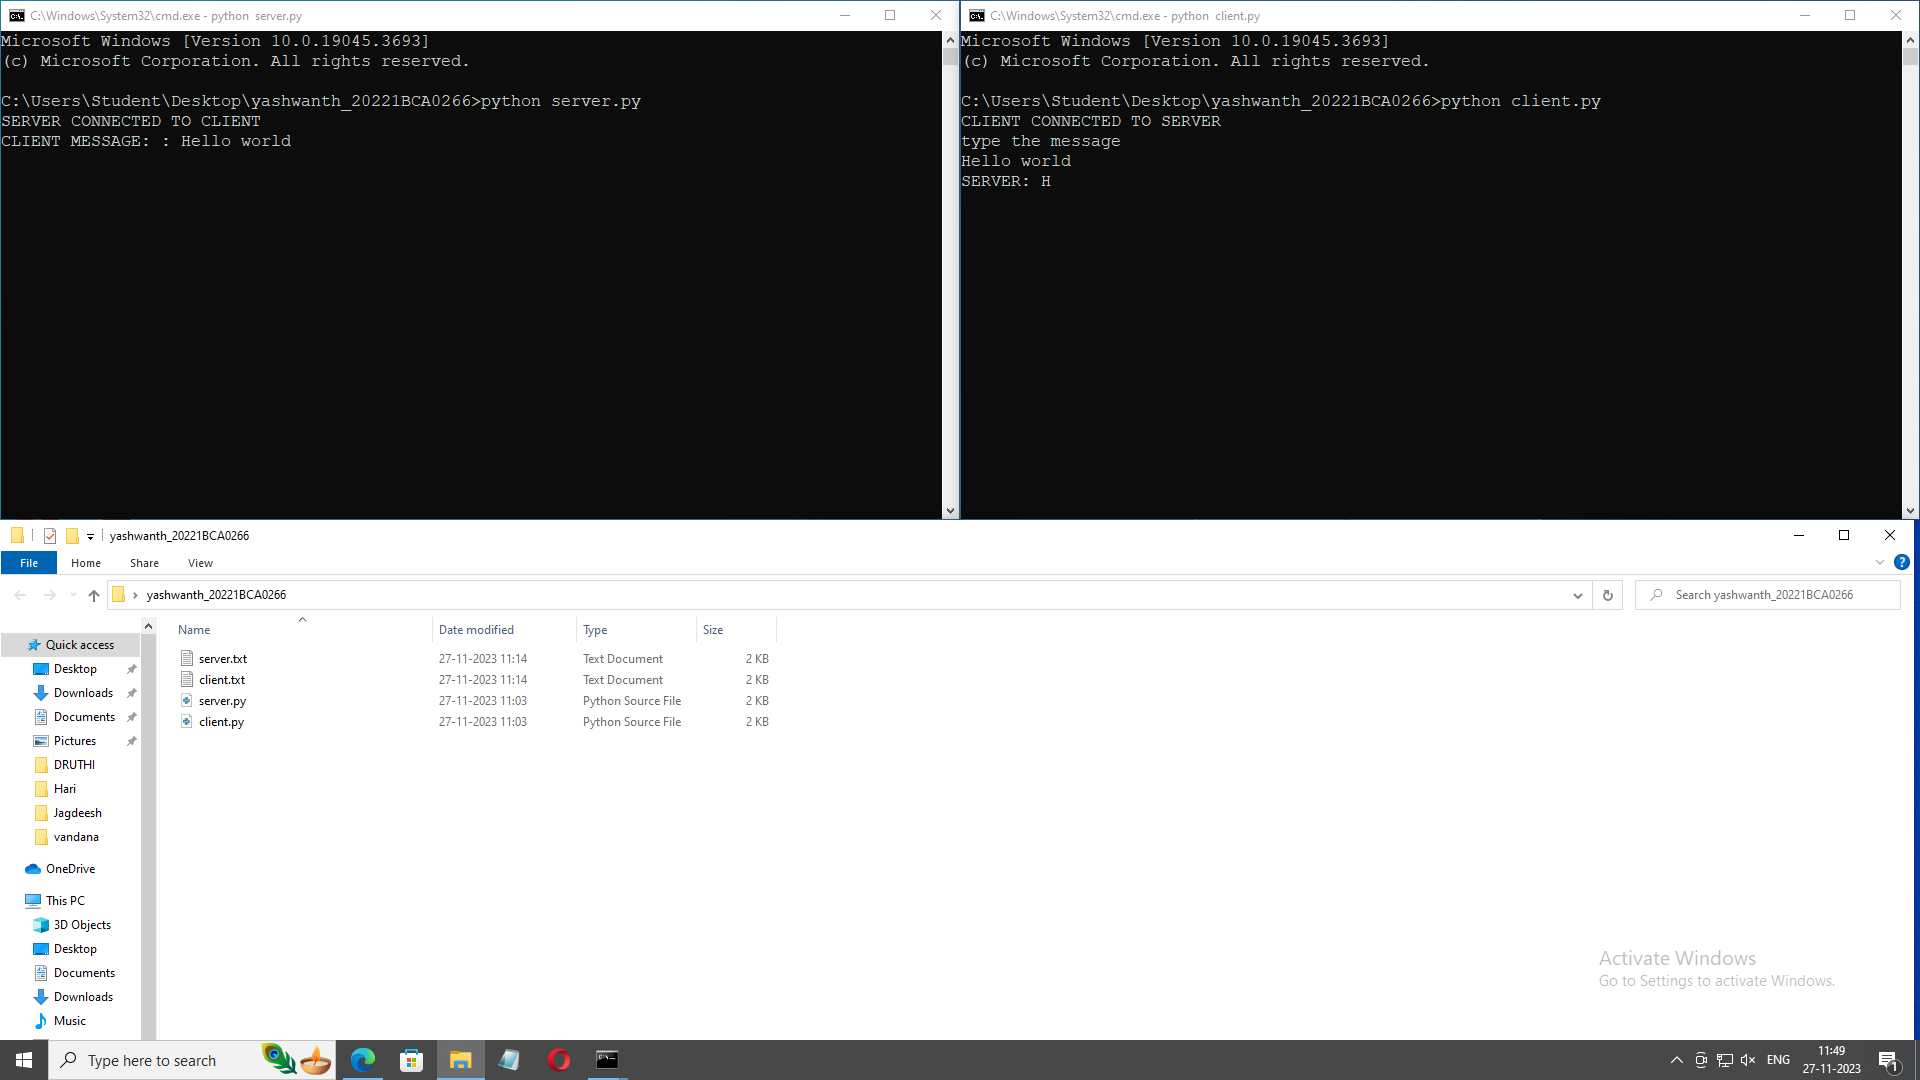 C:\Windows\System32\cmd.exe - python  server.py
Microsoft Windows [Version 10.0.19045.3693]
(c) Microsoft Corporation. All rights reserved.
C:\Users\Student\Desktop\yashwanth_20221BCA0266>python server.py
SERVER CONNECTED TO CLIENT
CLIENT MESSAGE: : Hello world
C:\Windows\System32\cmd.exe - python  client.py
Microsoft Windows [Version 10.0.19045.3693]
(c) Microsoft Corporation. All rights reserved.
C:\Users\Student\Desktop\yashwanth_20221BCA0266>python client.py
CLIENT CONNECTED TO SERVER
type the message
Hello world
SERVER: H
yashwanth_20221BCA0266
File Home Share View
yashwanth_20221BCA0266
Search yashwanth_20221BCA0266
Quick access
Desktop
Downloads
Documents
Pictures
DRUTHI
Hari
Jagdeesh
vandana
OneDrive
This PC
3D Objects
Desktop
Documents
Downloads
Music
Name Date modified Type Size
server.txt 27-11-2023 11:14 Text Document 2 KB
client.txt 27-11-2023 11:14 Text Document 2 KB
server.py 27-11-2023 11:03 Python Source File 2 KB
client.py 27-11-2023 11:03 Python Source File 2 KB
Activate Windows
Go to Settings to activate Windows.
Type here to search
ENG
11:49
27-11-2023
1